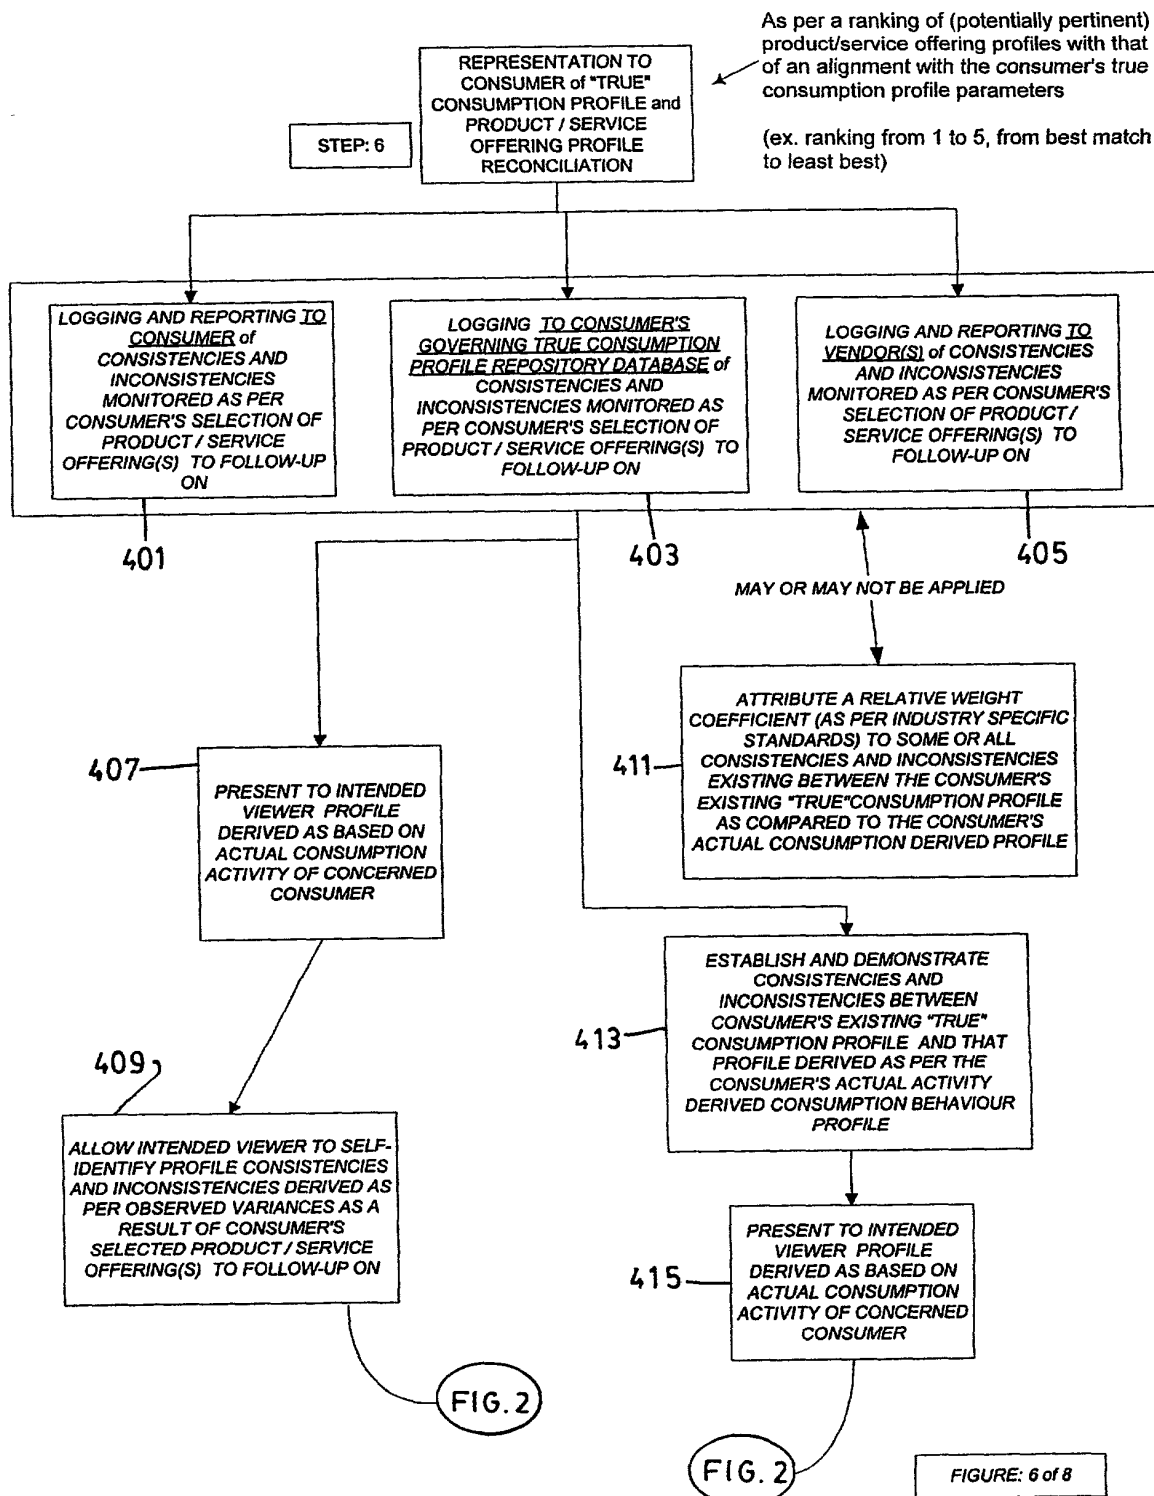 As per a ranking of (potentially pertinent)
product/service offering profiles with that
of an alignment with the consumer's true
consumption profile parameters
(ex. ranking from 1 to 5, from best match
to least best)
REPRESENTATION TO
CONSUMER of "TRUE"
CONSUMPTION PROFILE and
PRODUCT / SERVICE
OFFERING PROFILE
RECONCILIATION
STEP: 6
LOGGING AND REPORTING TO
CONSUMER of
CONSISTENCIES AND
INCONSISTENCIES
MONITORED AS PER
CONSUMER'S SELECTION OF
PRODUCT / SERVICE
OFFERING(S) TO FOLLOW-UP
ON
401
LOGGING TO CONSUMER'S
GOVERNING TRUE CONSUMPTION
PROFILE REPOSITORY DATABASE of
CONSISTENCIES AND
INCONSISTENCIES MONITORED AS
PER CONSUMER'S SELECTION OF
PRODUCT / SERVICE OFFERING(S) TO
FOLLOW-UP ON
403
LOGGING AND REPORTING TO
VENDOR(S) of CONSISTENCIES
AND INCONSISTENCIES
MONITORED AS PER CONSUMER'S
SELECTION OF PRODUCT /
SERVICE OFFERING(S) TO
FOLLOW-UP ON
405
MAY OR MAY NOT BE APPLIED
407
PRESENT TO INTENDED
VIEWER PROFILE
DERIVED AS BASED ON
ACTUAL CONSUMPTION
ACTIVITY OF CONCERNED
CONSUMER
411
ATTRIBUTE A RELATIVE WEIGHT
COEFFICIENT (AS PER INDUSTRY SPECIFIC
STANDARDS) TO SOME OR ALL
CONSISTENCIES AND INCONSISTENCIES
EXISTING BETWEEN THE CONSUMER'S
EXISTING "TRUE"CONSUMPTION PROFILE
AS COMPARED TO THE CONSUMER'S
ACTUAL CONSUMPTION DERIVED PROFILE
413
ESTABLISH AND DEMONSTRATE
CONSISTENCIES AND
INCONSISTENCIES BETWEEN
CONSUMER'S EXISTING "TRUE"
CONSUMPTION PROFILE AND THAT
PROFILE DERIVED AS PER THE
CONSUMER'S ACTUAL ACTIVITY
DERIVED CONSUMPTION BEHAVIOUR
PROFILE
409
ALLOW INTENDED VIEWER TO SELF-
IDENTIFY PROFILE CONSISTENCIES
AND INCONSISTENCIES DERIVED AS
PER OBSERVED VARIANCES AS A
RESULT OF CONSUMER'S
SELECTED PRODUCT / SERVICE
OFFERING(S) TO FOLLOW-UP ON
415
PRESENT TO INTENDED
VIEWER PROFILE
DERIVED AS BASED ON
ACTUAL CONSUMPTION
ACTIVITY OF CONCERNED
CONSUMER
FIG. 2
FIG. 2
FIGURE: 6 of 8